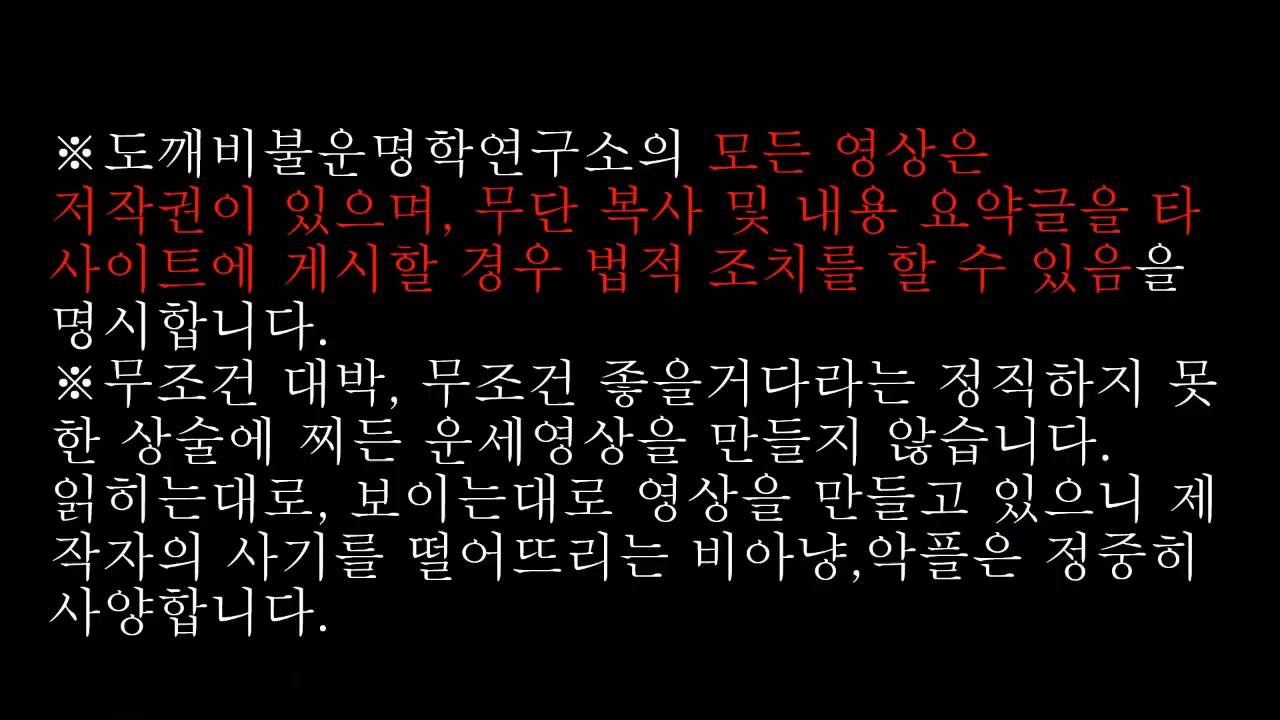 ※도깨비불운명학연구소의 모든 영상은
저작권이 있으며, 무단 복사 및 내용 요약글을 타
사이트에 게시할 경우 법적 조치를 할 수 있음을
명시합니다.
※무조건 대박, 무조건 좋을거다라는 정직하지 못
한 상술에 찌든 운세영상을 만들지 않습니다.
읽히는대로, 보이는대로 영상을 만들고 있으니 제
작자의 사기를 떨어뜨리는 비아냥,악플은 정중히
사양합니다.